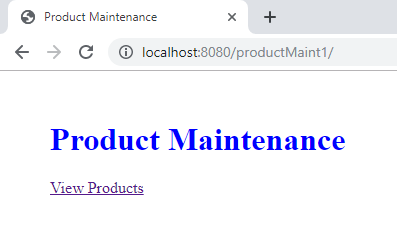 Product Maintenance
localhost:8080/productMaint1/
Product Maintenance
View Products